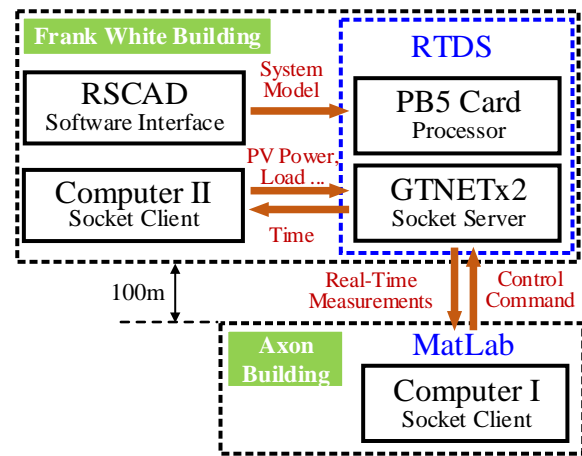 Frank White Building
RTDS
RSCAD
Software Interface
System
Model
PB5 Card
Processor
Computer II
Socket Client
PV Power,
Load ...
Time
GTNETx2
Socket Server
100m
Real-Time
Measurements
Control
Command
Axon
Building
MatLab
Computer I
Socket Client